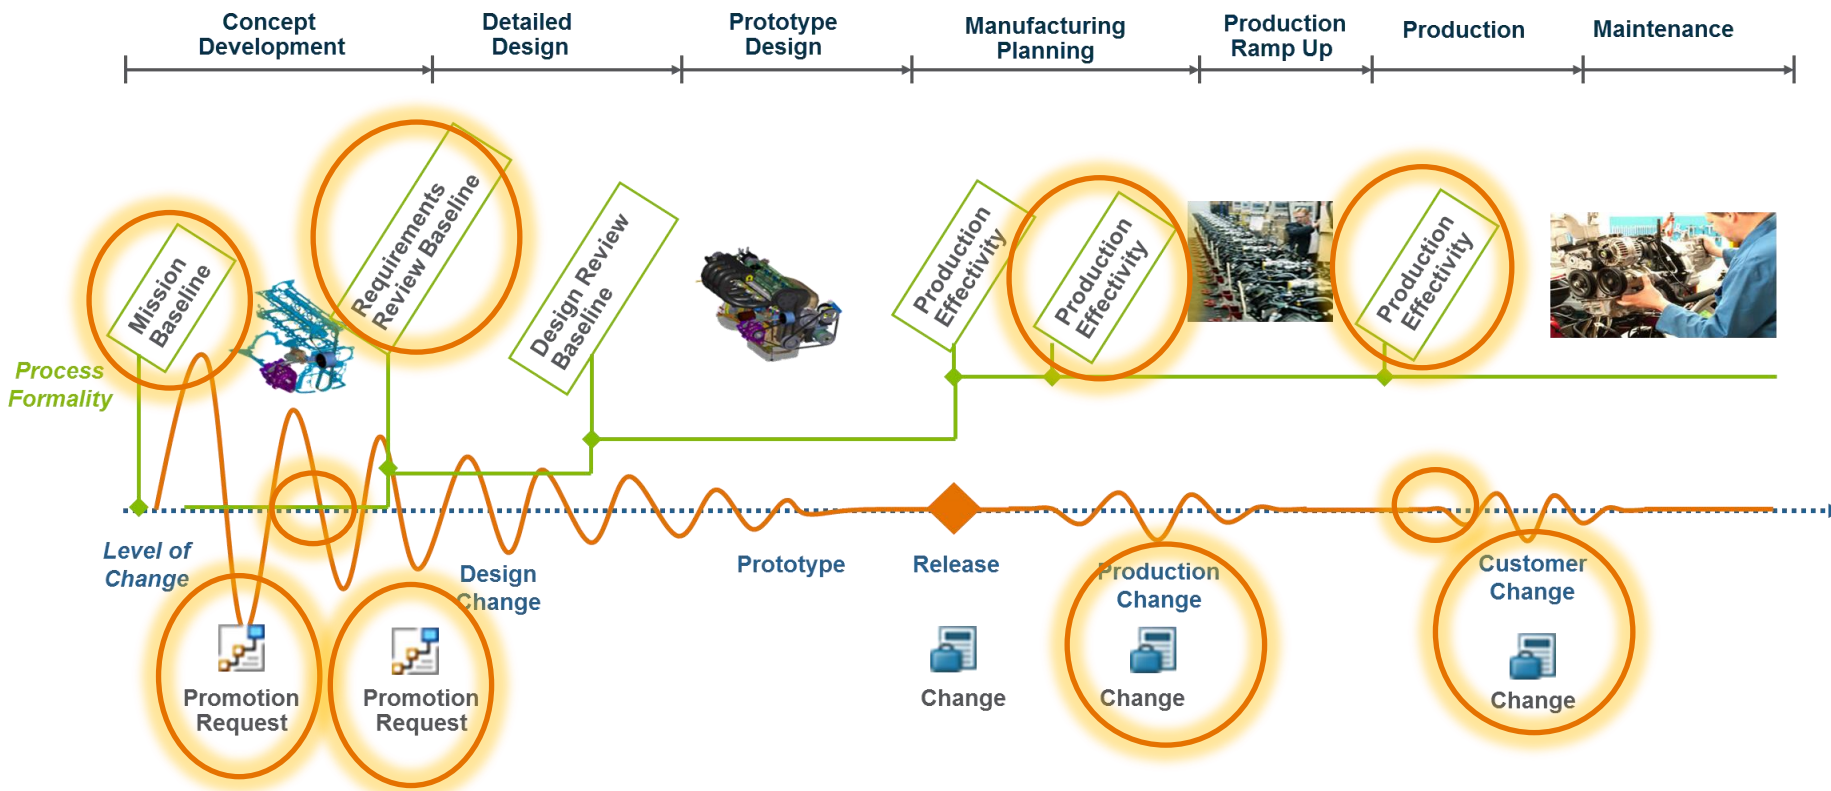 Concept
Development
Detailed
Design
Prototype
Design
Manufacturing
Planning
Production
Ramp Up
Production
Maintenance
Mission
Baseline
Requirements
Review Baseline
Design Review
Baseline
Production
Effectivity
Production
Effectivity
Production
Effectivity
Process
Formality
Level of
Change
Design
Change
Prototype
Release
Production
Change
Customer
Change
Promotion
Request
Promotion
Request
Change
Change
Change